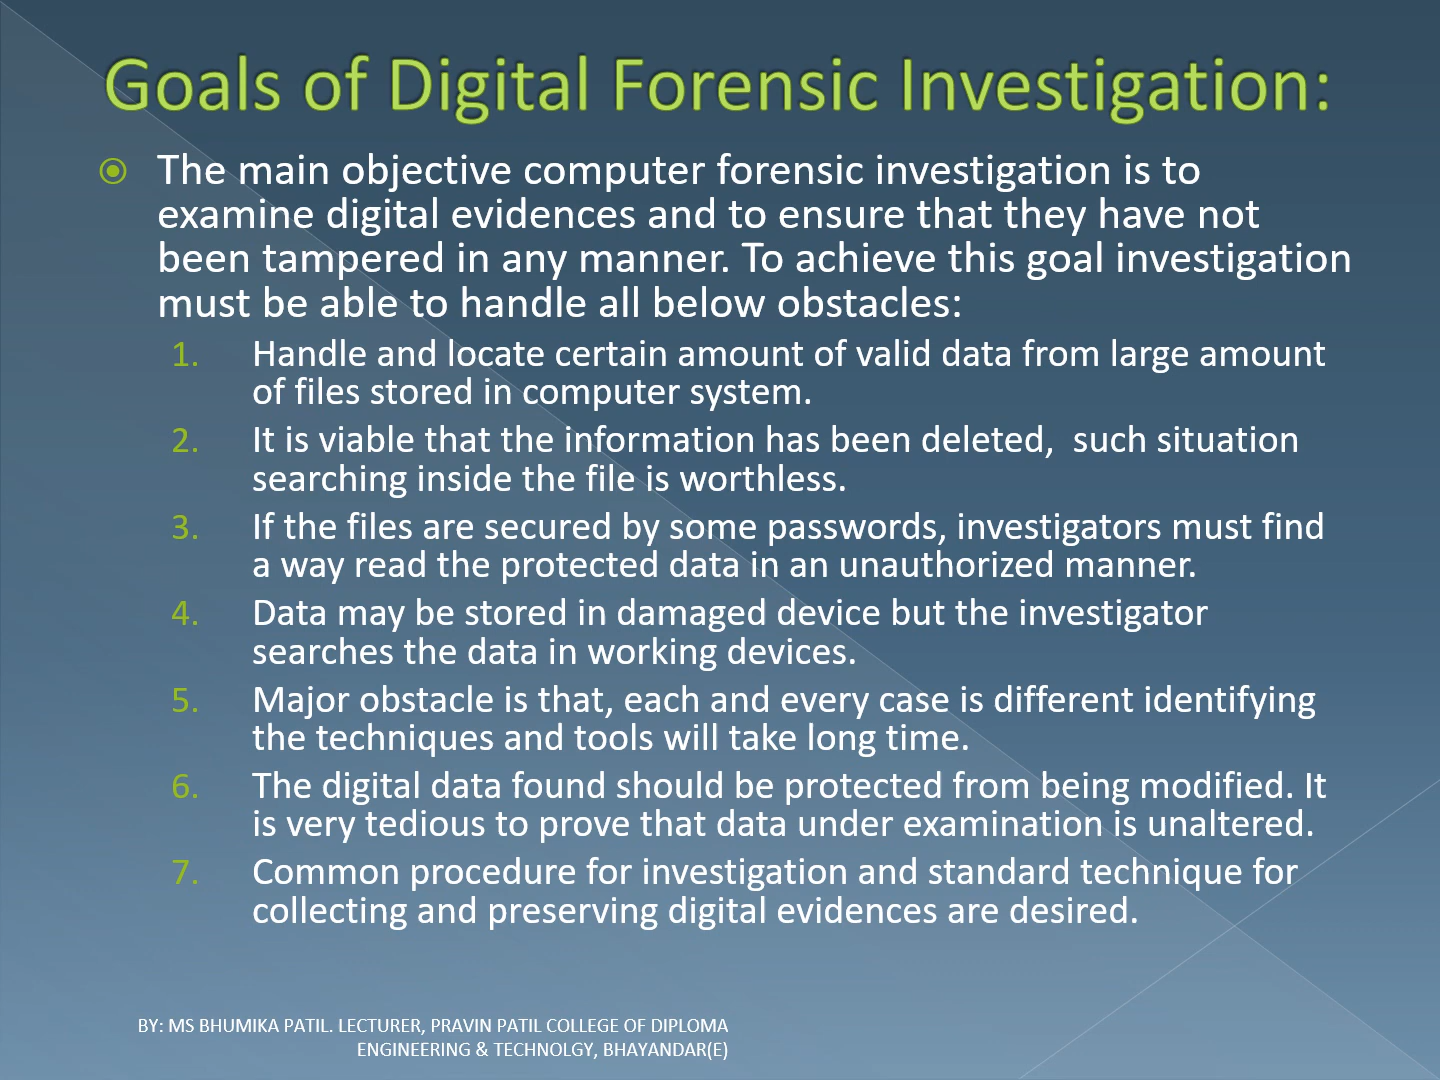 Goals of Digital Forensic Investigation:
The main objective computer forensic investigation is to
examine digital evidences and to ensure that they have not
been tampered in any manner. To achieve this goal investigation
must be able to handle all below obstacles:
1. Handle and locate certain amount of valid data from large amount
of files stored in computer system.
2. It is viable that the information has been deleted,  such situation
searching inside the file is worthless.
3. If the files are secured by some passwords, investigators must find
a way read the protected data in an unauthorized manner.
4. Data may be stored in damaged device but the investigator
searches the data in working devices.
5. Major obstacle is that, each and every case is different identifying
the techniques and tools will take long time.
6. The digital data found should be protected from being modified. It
is very tedious to prove that data under examination is unaltered.
7. Common procedure for investigation and standard technique for
collecting and preserving digital evidences are desired.
BY: MS BHUMIKA PATIL. LECTURER, PRAVIN PATIL COLLEGE OF DIPLOMA
ENGINEERING & TECHNOLGY, BHAYANDAR(E)